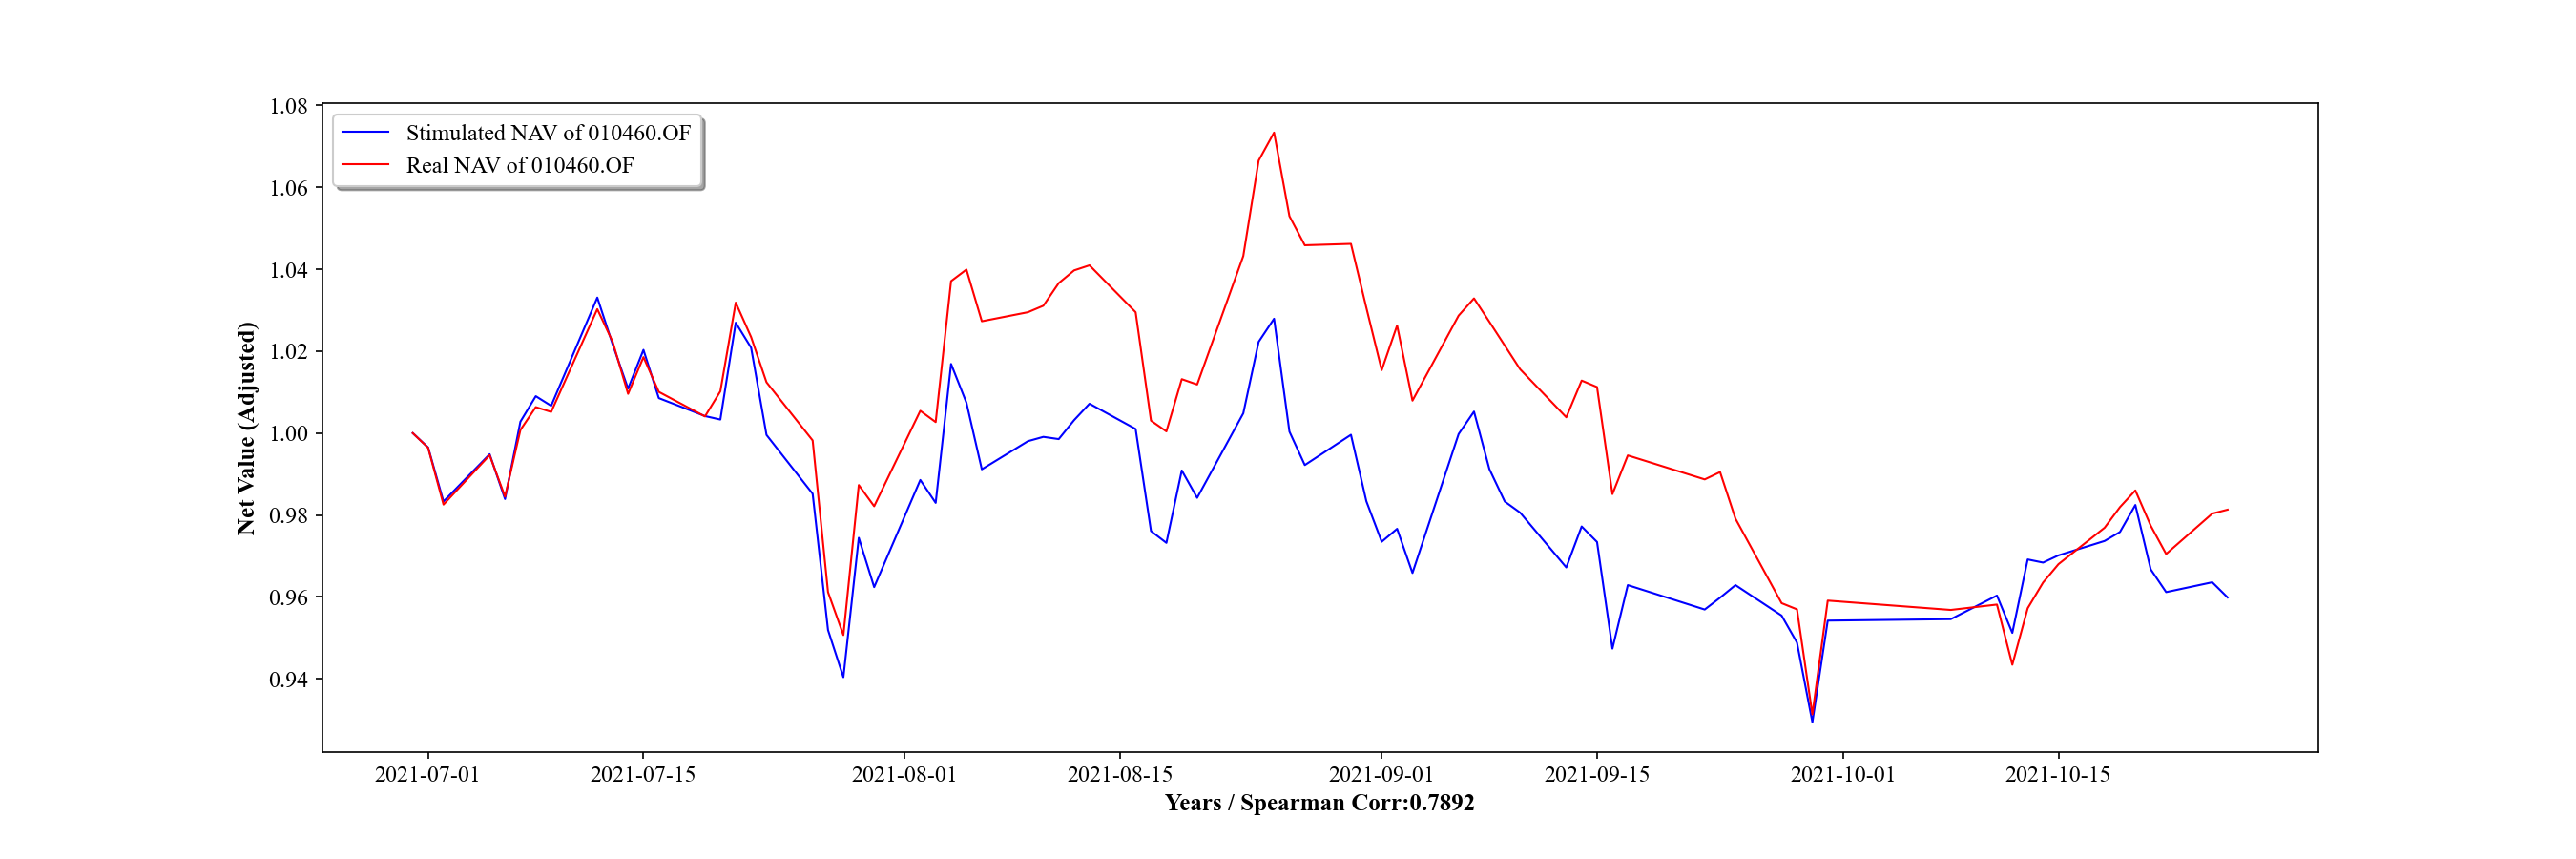 1.08
1.06
1.04
1.02
1.00
0.98
0.96
0.94
Net Value (Adjusted)
Stimulated NAV of 010460.OF
Real NAV of 010460.OF
2021-07-01 2021-07-15 2021-08-01 2021-08-15 2021-09-01 2021-09-15 2021-10-01 2021-10-15
Years / Spearman Corr:0.7892